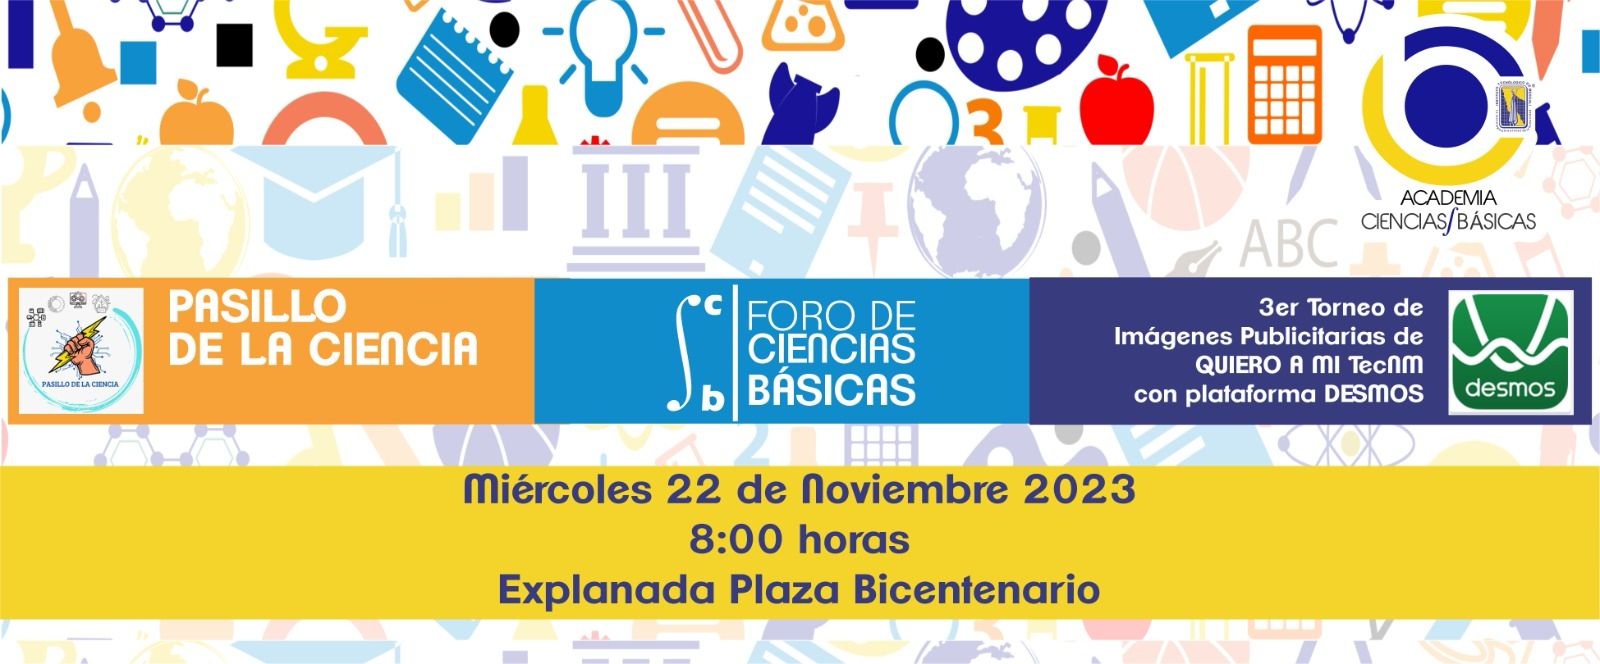 ACADEMIA
CIENCIAS∫BÁSICAS
ABC
PASILLO
DE LA CIENCIA
PASILLO DE LA CIENCIA
∫ c b
FORO DE
CIENCIAS
BÁSICAS
3er Torneo de
Imágenes Publicitarias de
QUIERO A MI TecNM
con plataforma DESMOS
desmos
Miércoles 22 de Noviembre 2023
8:00 horas
Explanada Plaza Bicentenario